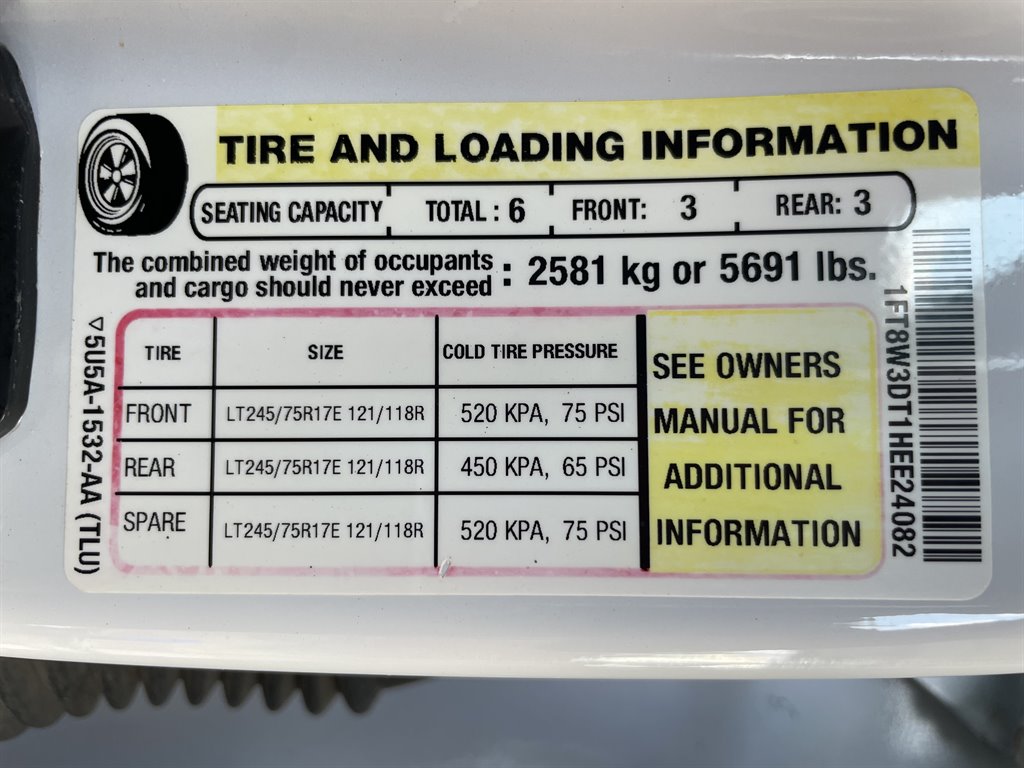 TIRE AND LOADING INFORMATION
SEATING CAPACITY TOTAL : 6 FRONT: 3 REAR: 3
The combined weight of occupants
and cargo should never exceed : 2581 kg or 5691 lbs.
TIRE SIZE COLD TIRE PRESSURE
FRONT LT245/75R17E 121/118R 520 KPA, 75 PSI
REAR LT245/75R17E 121/118R 450 KPA, 65 PSI
SPARE LT245/75R17E 121/118R 520 KPA, 75 PSI
SEE OWNERS
MANUAL FOR
ADDITIONAL
INFORMATION
▽5U5A-1532-AA (TLU)
1FT8W3DT1HEE24082